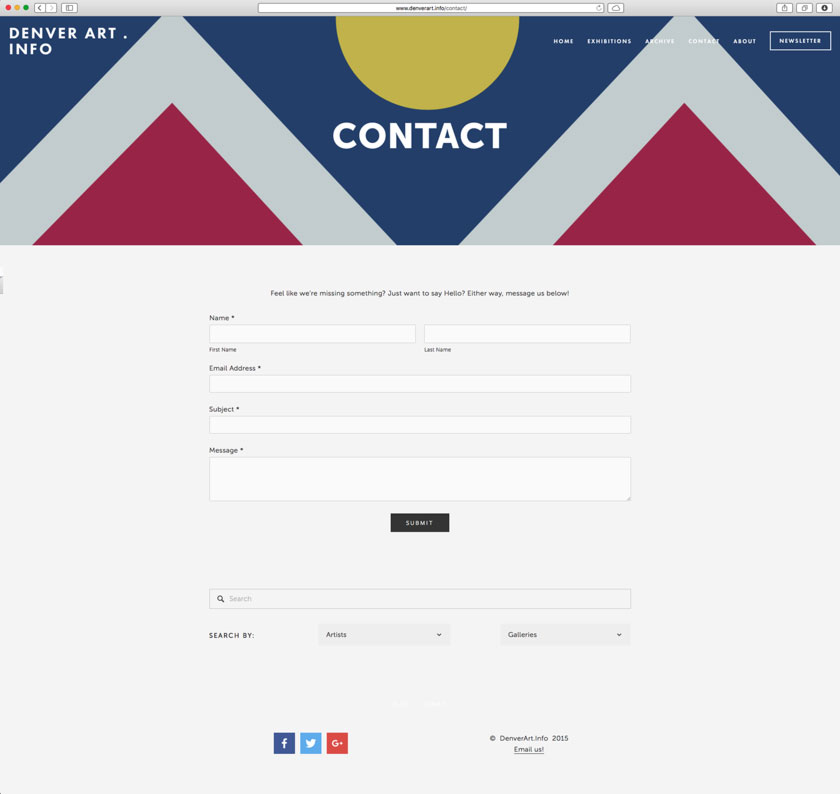 www.denverart.info/contact/
DENVER ART .
INFO
HOME EXHIBITIONS ARCHIVE CONTACT ABOUT NEWSLETTER
CONTACT
Feel like we're missing something? Just want to say Hello? Either way, message us below!
Name *
First Name Last Name
Email Address *
Subject *
Message *
SUBMIT
Search
SEARCH BY: Artists Galleries
© DenverArt.Info 2015
Email us!